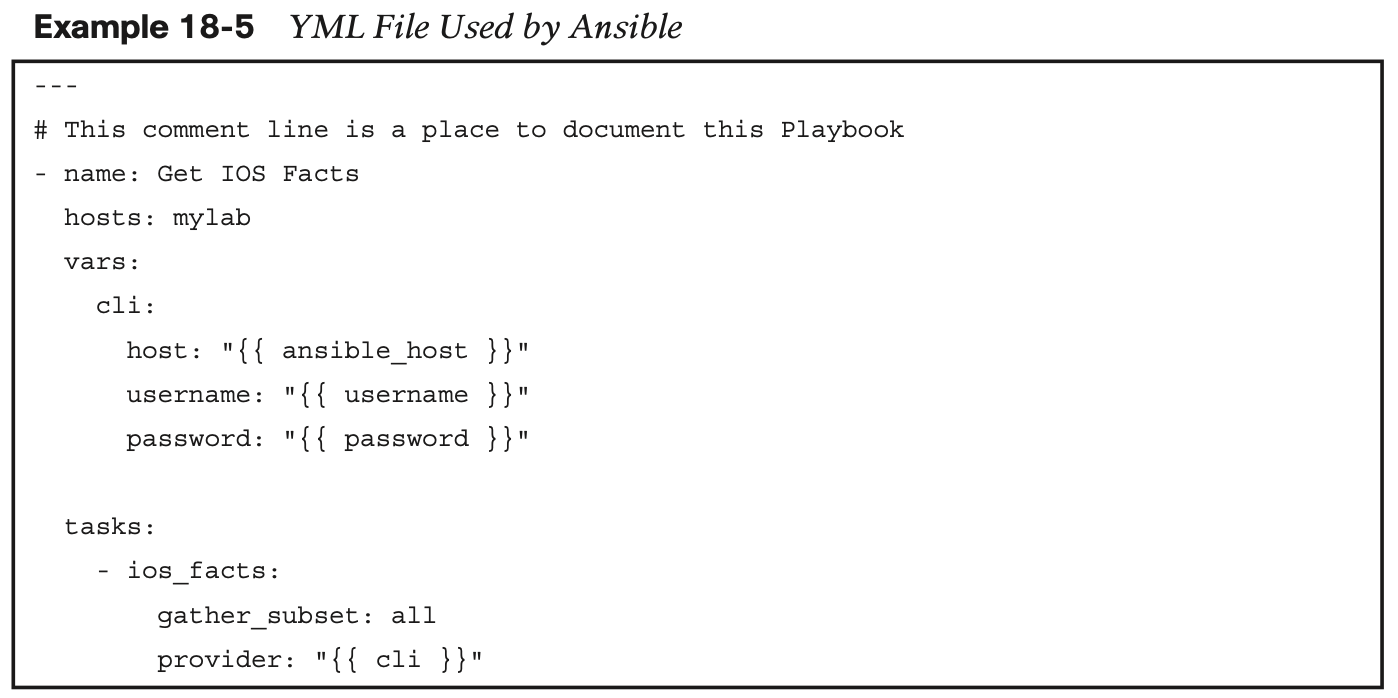 Example 18-5 YML File Used by Ansible
---
# This comment line is a place to document this Playbook
- name: Get IOS Facts
  hosts: mylab
  vars:
    cli:
      host: "{{ ansible_host }}"
      username: "{{ username }}"
      password: "{{ password }}"

  tasks:
    - ios_facts:
        gather_subset: all
        provider: "{{ cli }}"